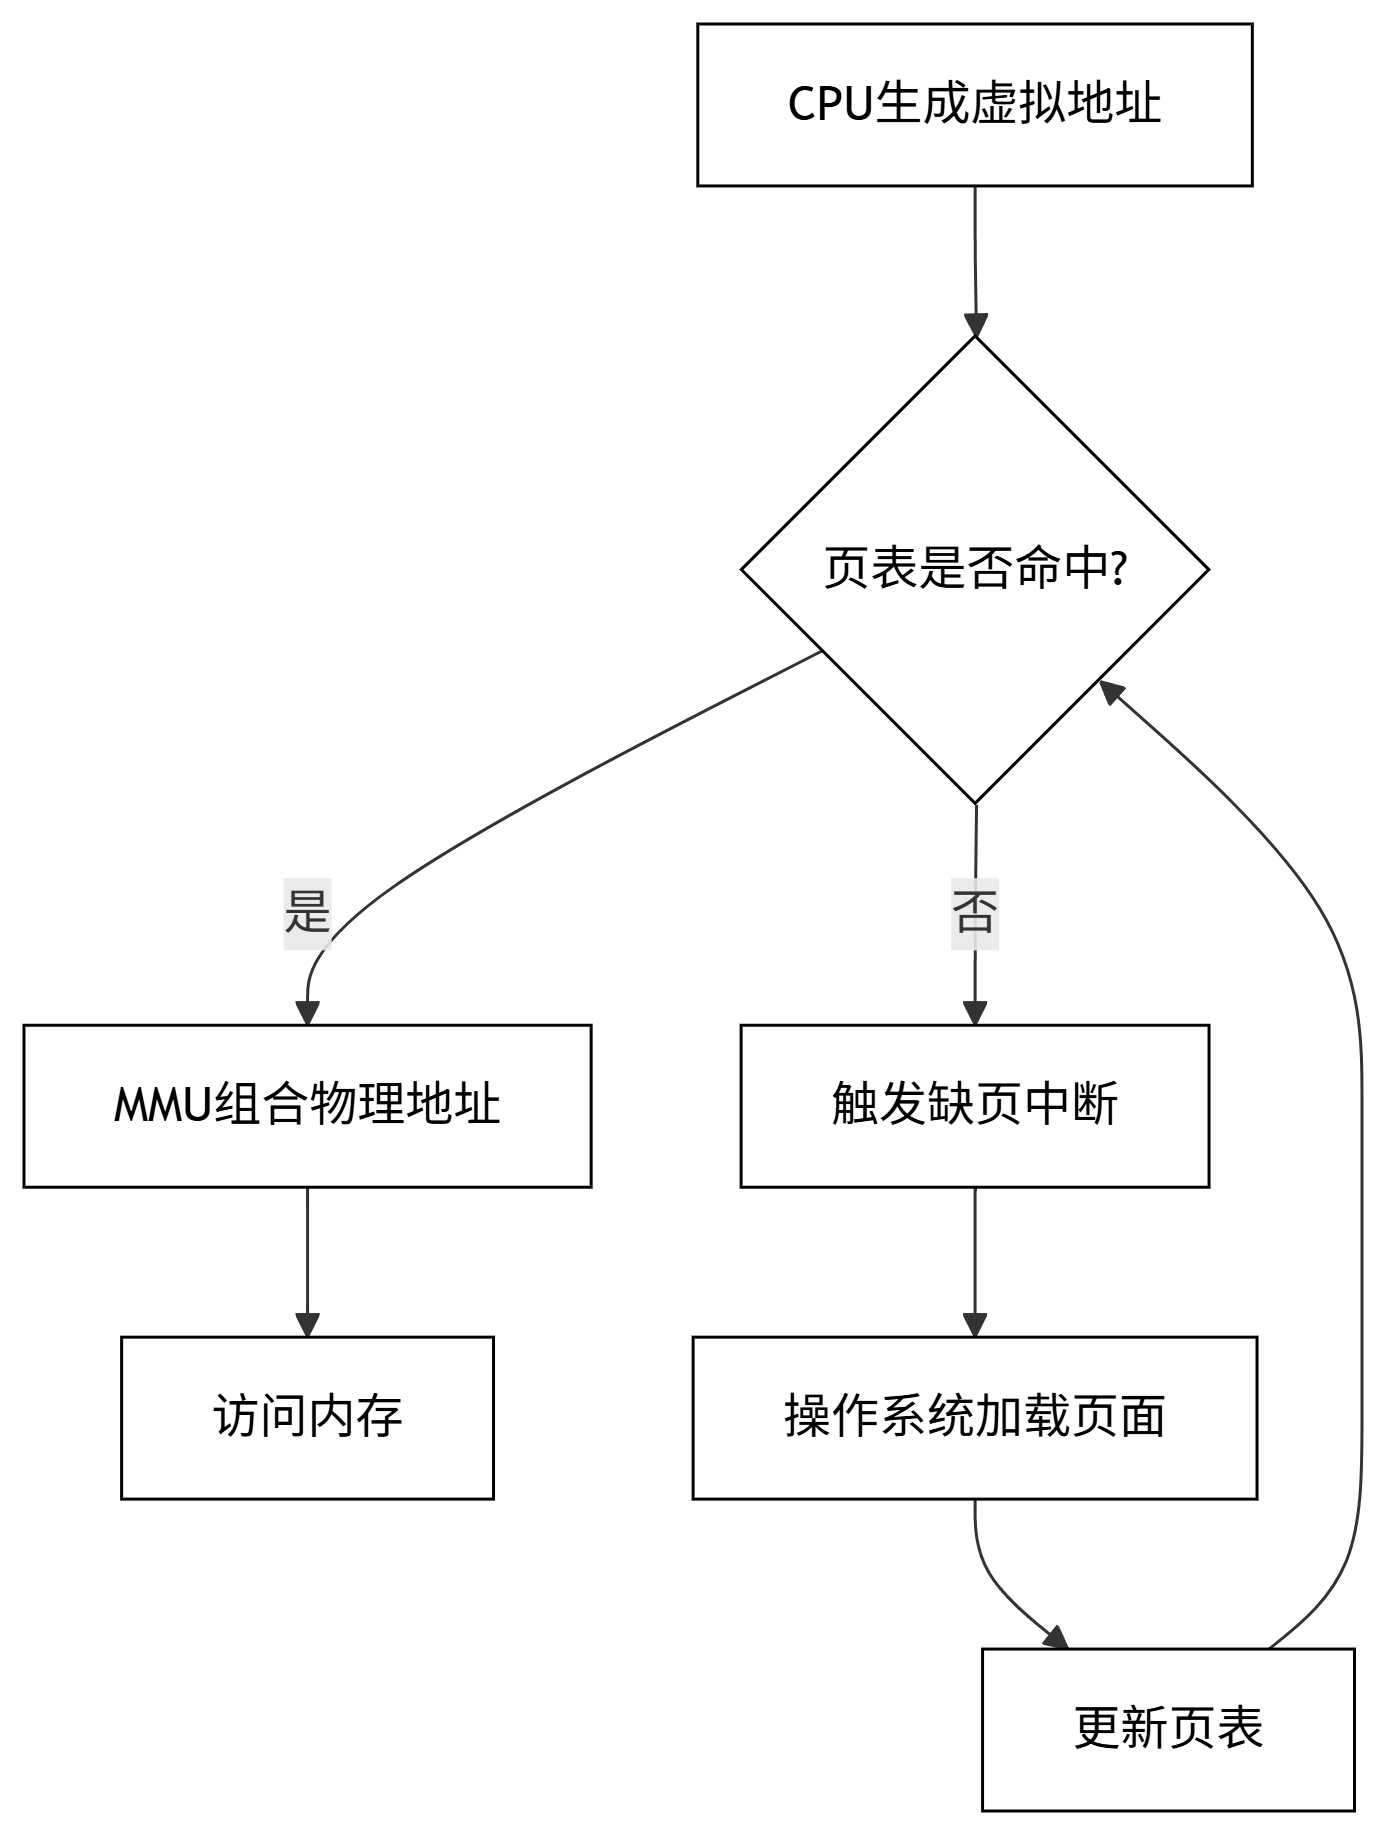 CPU生成虚拟地址
页表是否命中?
是
否
MMU组合物理地址
触发缺页中断
访问内存
操作系统加载页面
更新页表